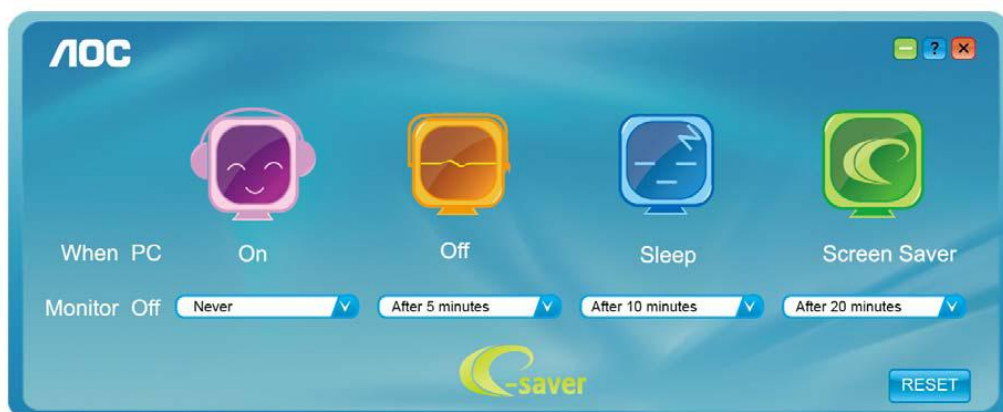 AOC
?
When PC On Off Sleep Screen Saver
Monitor Off Never After 5 minutes After 10 minutes After 20 minutes
e-saver
RESET